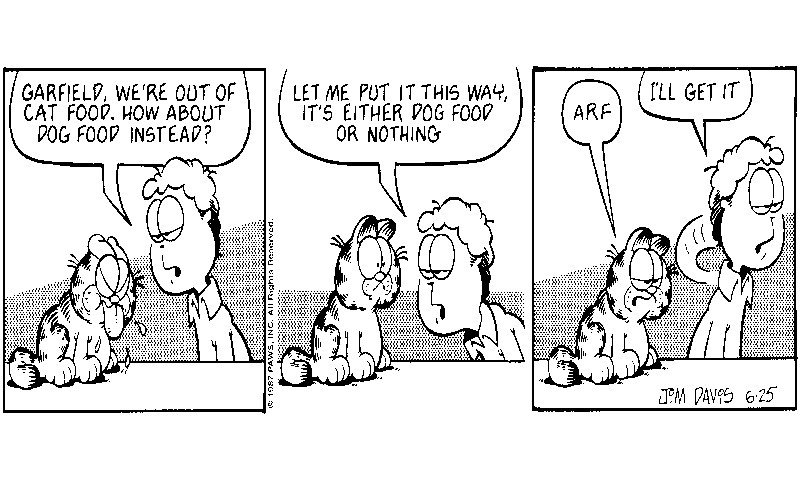 GARFIELD, WE'RE OUT OF
CAT FOOD. HOW ABOUT
DOG FOOD INSTEAD?
© 1987 PAWS, INC. All Rights Reserved.
LET ME PUT IT THIS WAY,
IT'S EITHER DOG FOOD
OR NOTHING
ARF
I'LL GET IT
JIM DAVIS 6·25